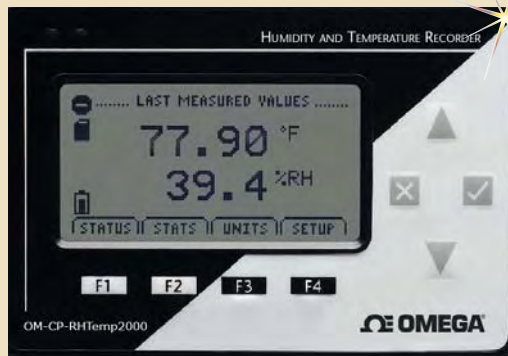 HUMIDITY AND TEMPERATURE RECORDER
........ LAST MEASURED VALUES ........
77.90 °F
39.4 %RH
STATUS STATS UNITS SETUP
F1 F2 F3 F4
OM-CP-RHTemp2000
ΩE OMEGA®